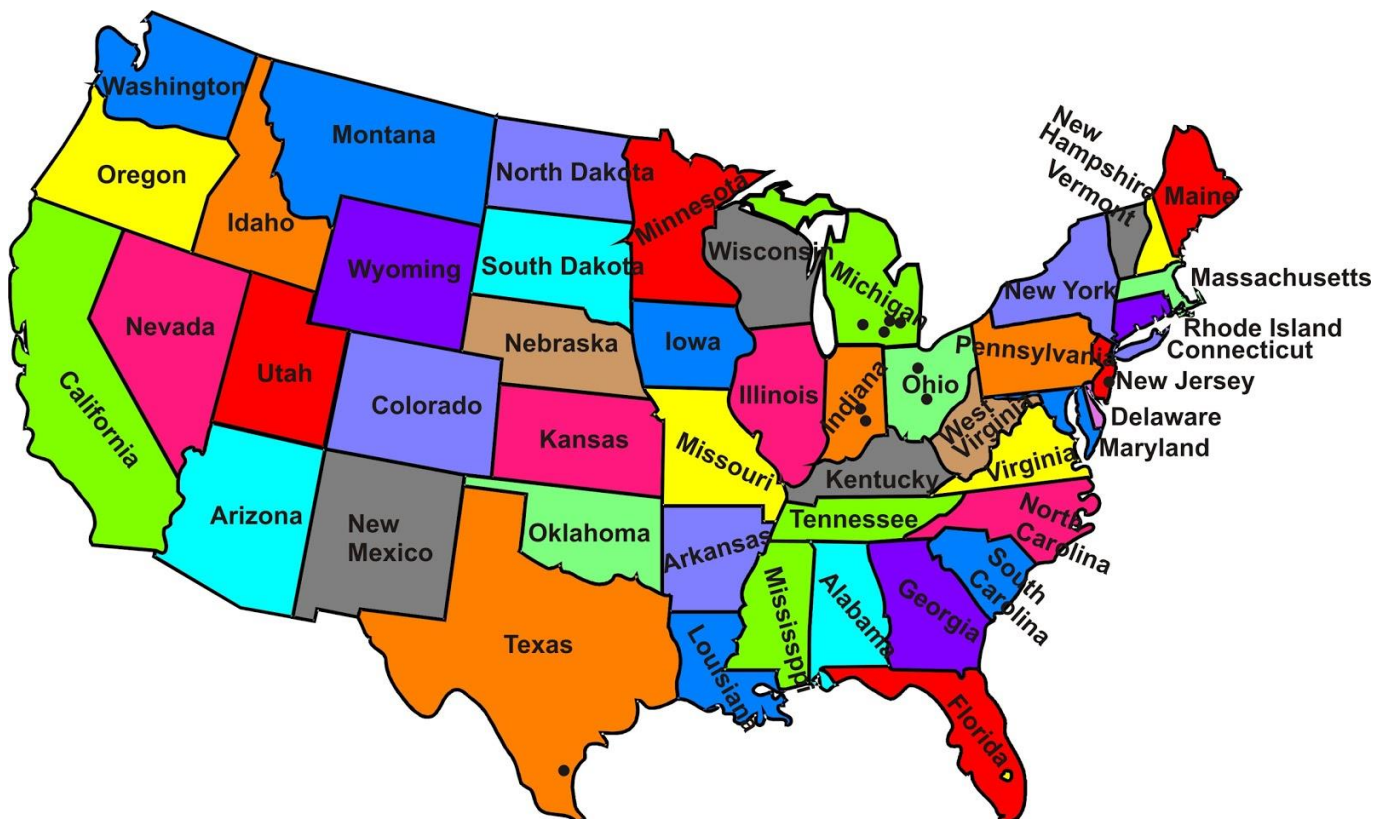 Washington
Montana
North Dakota
Minnesota
Oregon
Idaho
Wyoming
South Dakota
Wisconsin
Michigan
New
Hampshire
Vermont
Maine
New York
Massachusetts
Rhode Island
Connecticut
Nevada
Utah
Colorado
Nebraska
Iowa
Illinois
Indiana
Ohio
Pennsylvania
New Jersey
Delaware
Maryland
California
Kansas
Missouri
Kentucky
West
Virginia
Virginia
Arizona
New
Mexico
Oklahoma
Arkansas
Tennessee
North
Carolina
South
Carolina
Texas
Louisiana
Mississppi
Alabama
Georgia
Florida